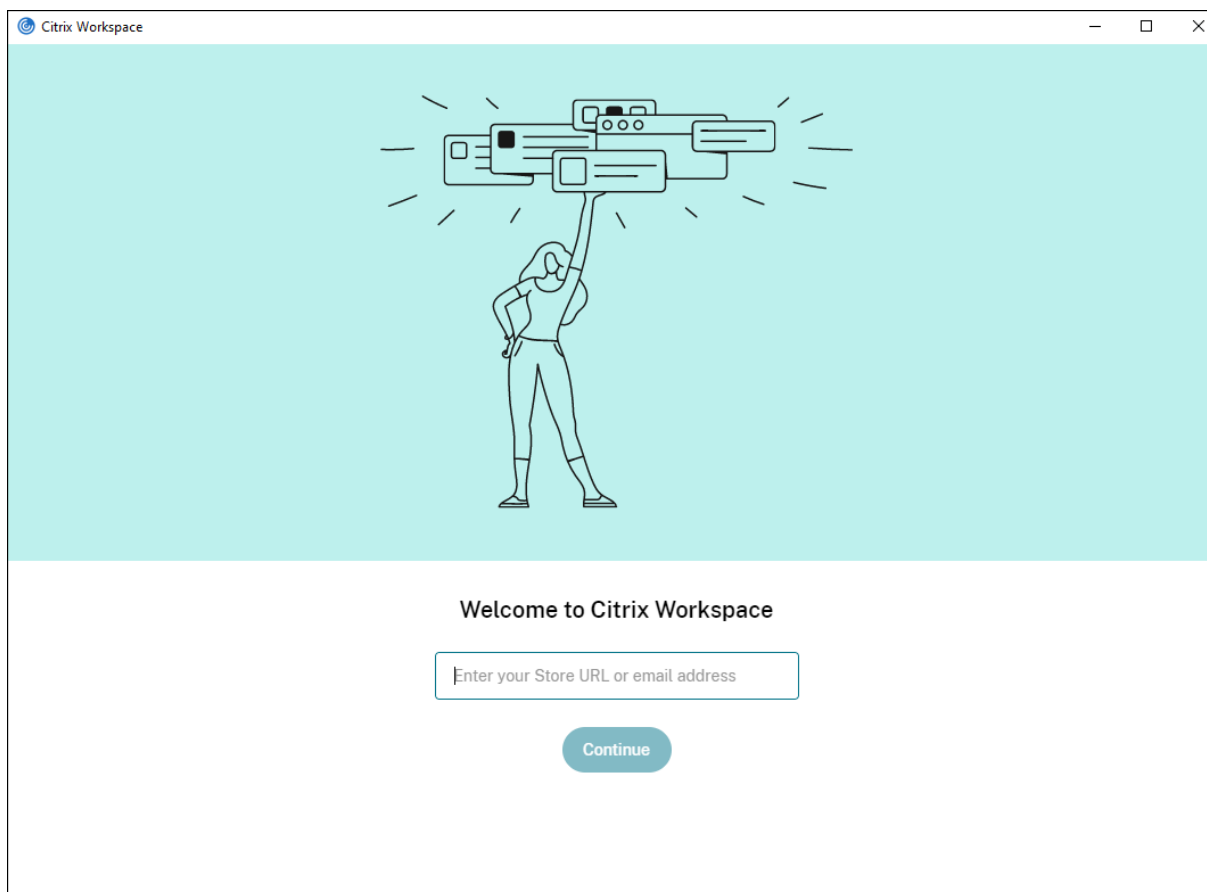 Citrix Workspace
Welcome to Citrix Workspace
Enter your Store URL or email address
Continue